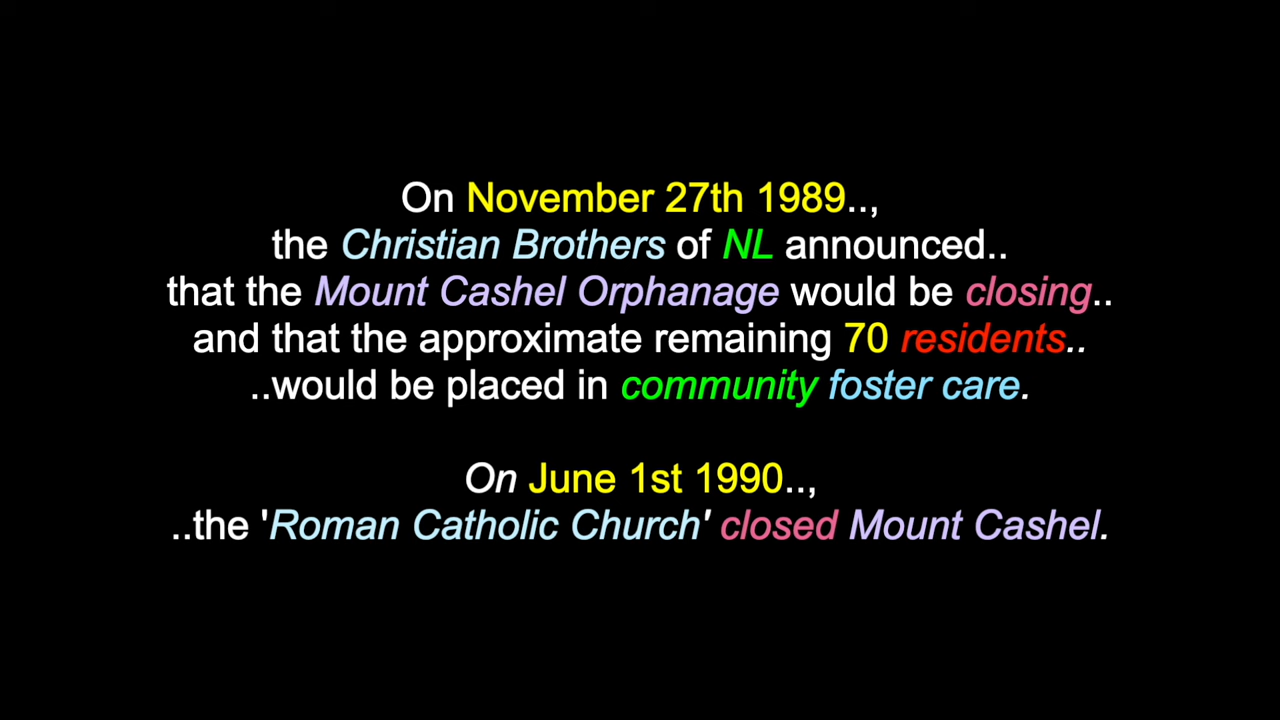 On November 27th 1989..,
the Christian Brothers of NL announced..
that the Mount Cashel Orphanage would be closing..
and that the approximate remaining 70 residents..
..would be placed in community foster care.
On June 1st 1990..,
..the 'Roman Catholic Church' closed Mount Cashel.